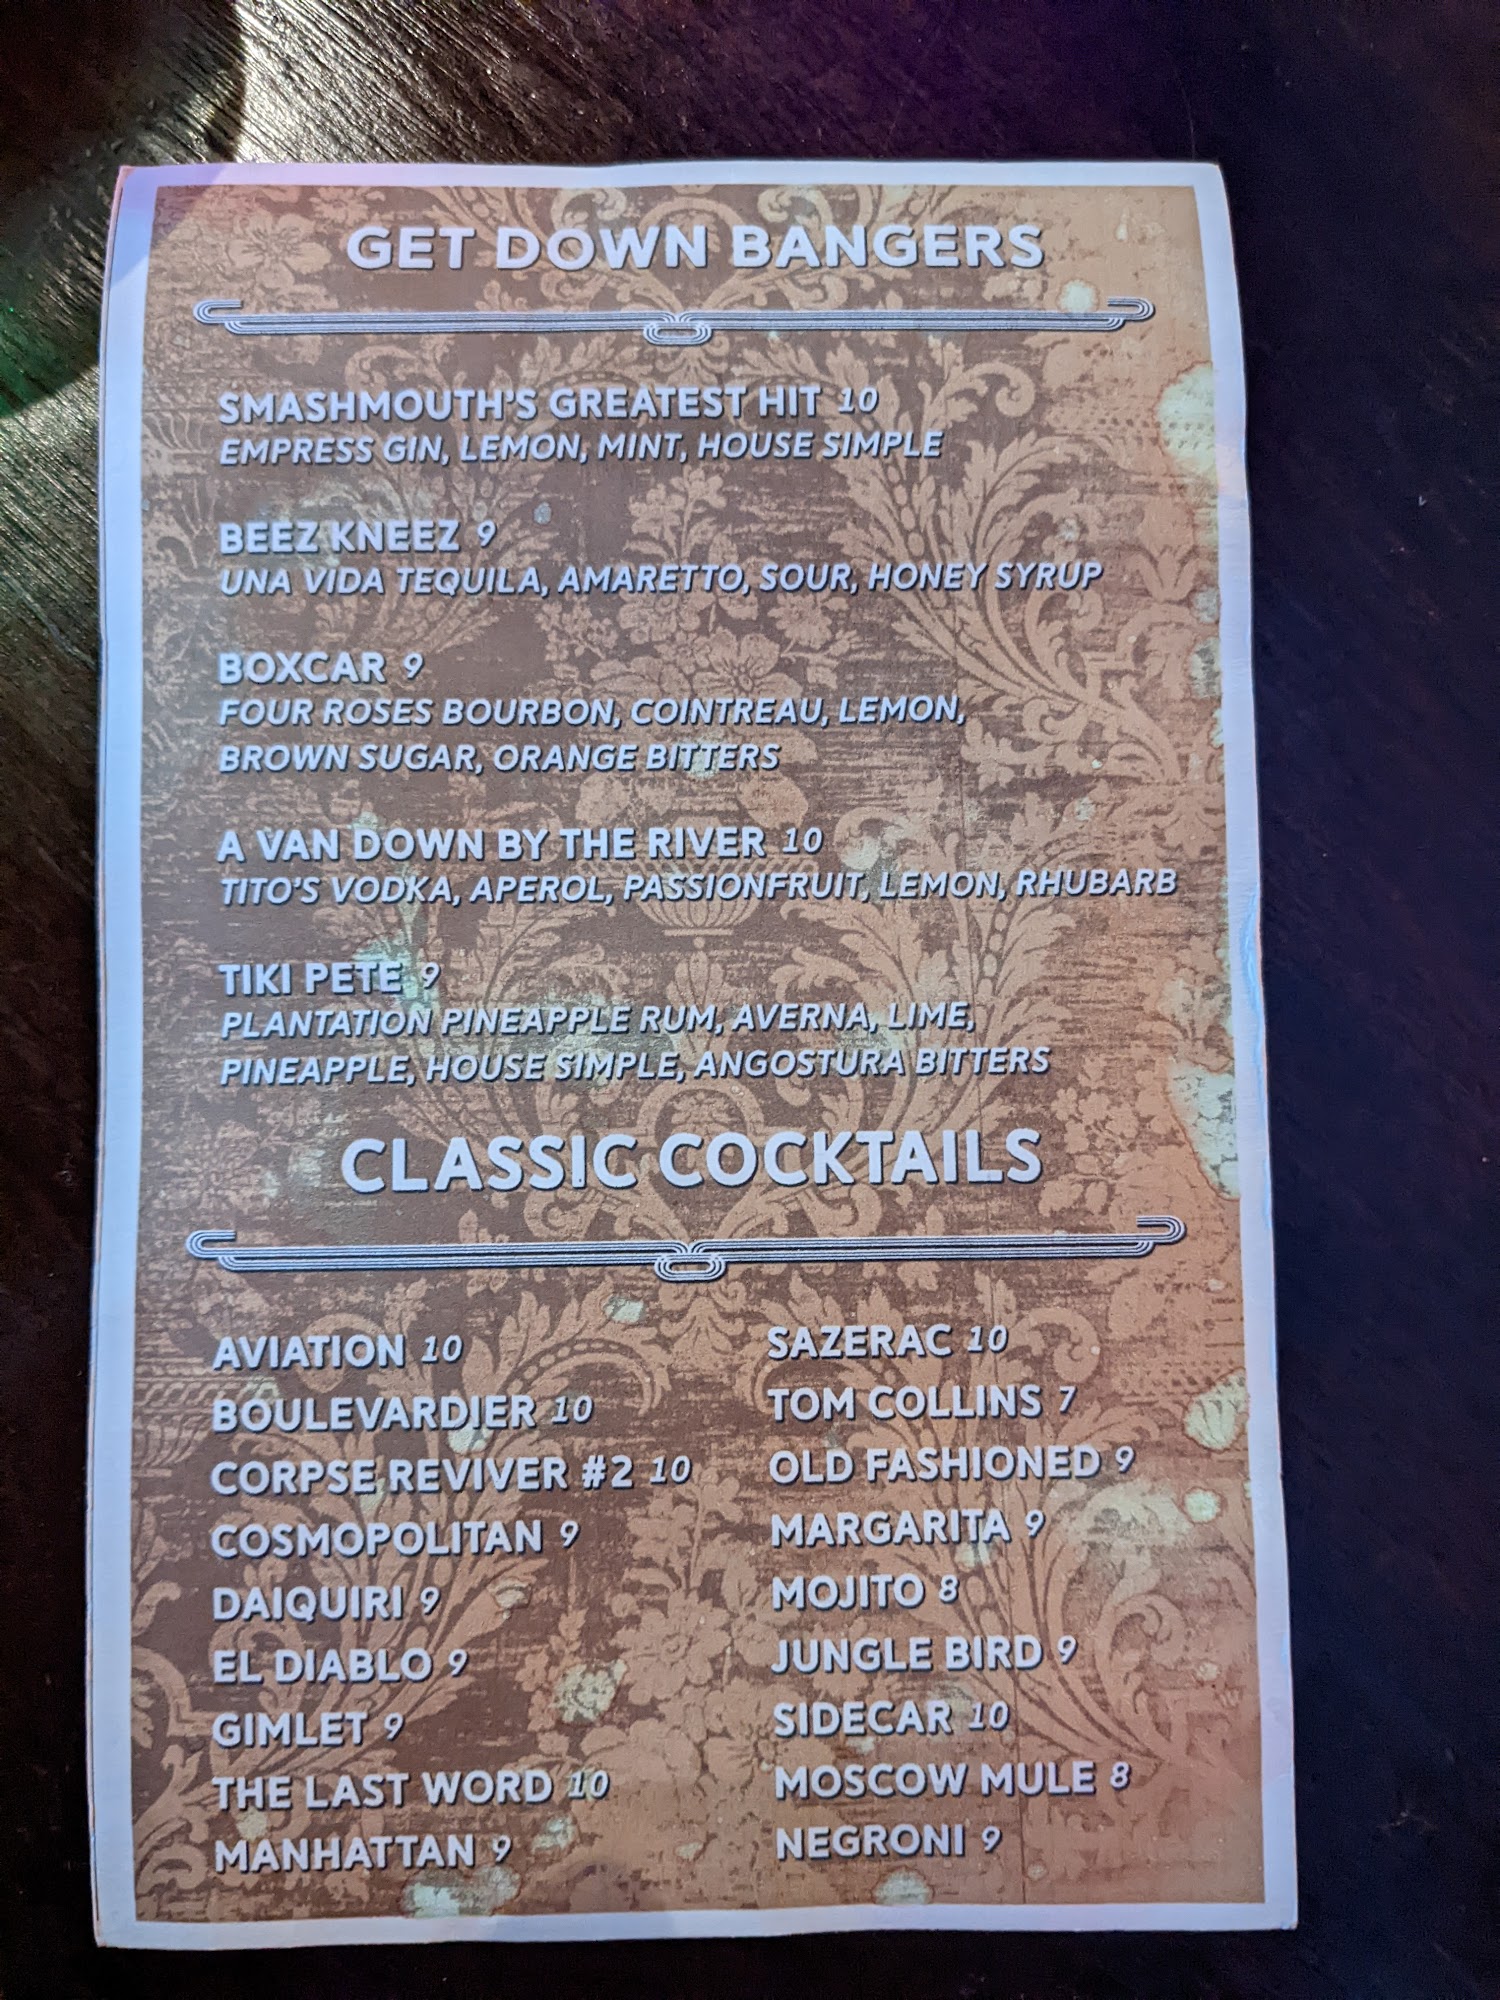 GET DOWN BANGERS
SMASHMOUTH'S GREATEST HIT 10
EMPRESS GIN, LEMON, MINT, HOUSE SIMPLE
BEEZ KNEEZ 9
UNA VIDA TEQUILA, AMARETTO, SOUR, HONEY SYRUP
BOXCAR 9
FOUR ROSES BOURBON, COINTREAU, LEMON,
BROWN SUGAR, ORANGE BITTERS
A VAN DOWN BY THE RIVER 10
TITO'S VODKA, APEROL, PASSIONFRUIT, LEMON, RHUBARB
TIKI PETE 9
PLANTATION PINEAPPLE RUM, AVERNA, LIME,
PINEAPPLE, HOUSE SIMPLE, ANGOSTURA BITTERS
CLASSIC COCKTAILS
AVIATION 10
BOULEVARDIER 10
CORPSE REVIVER #2 10
COSMOPOLITAN 9
DAIQUIRI 9
EL DIABLO 9
GIMLET 9
THE LAST WORD 10
MANHATTAN 9
SAZERAC 10
TOM COLLINS 7
OLD FASHIONED 9
MARGARITA 9
MOJITO 8
JUNGLE BIRD 9
SIDECAR 10
MOSCOW MULE 8
NEGRONI 9